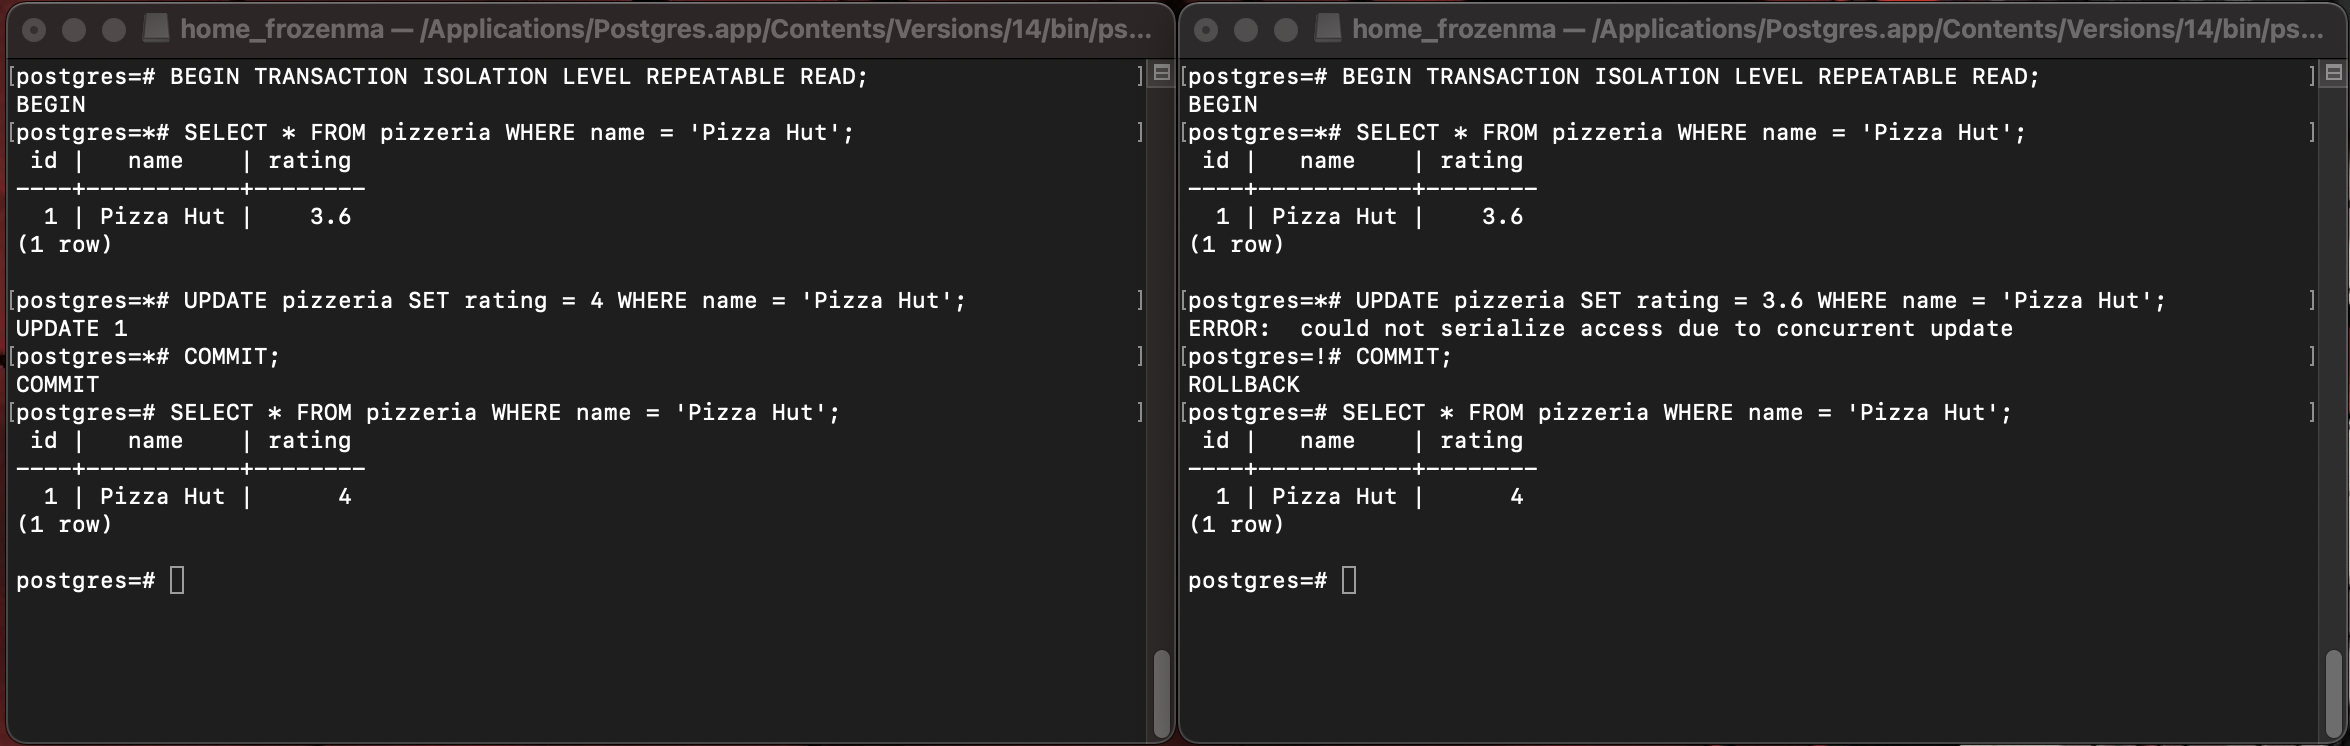 home_frozenma — /Applications/Postgres.app/Contents/Versions/14/bin/ps...
[postgres=# BEGIN TRANSACTION ISOLATION LEVEL REPEATABLE READ; ]
BEGIN
[postgres=*# SELECT * FROM pizzeria WHERE name = 'Pizza Hut'; ]
 id |   name    | rating
----+-----------+--------
  1 | Pizza Hut |    3.6
(1 row)
[postgres=*# UPDATE pizzeria SET rating = 4 WHERE name = 'Pizza Hut'; ]
UPDATE 1
[postgres=*# COMMIT; ]
COMMIT
[postgres=# SELECT * FROM pizzeria WHERE name = 'Pizza Hut'; ]
 id |   name    | rating
----+-----------+--------
  1 | Pizza Hut |      4
(1 row)
postgres=#
home_frozenma — /Applications/Postgres.app/Contents/Versions/14/bin/ps...
[postgres=# BEGIN TRANSACTION ISOLATION LEVEL REPEATABLE READ; ]
BEGIN
[postgres=*# SELECT * FROM pizzeria WHERE name = 'Pizza Hut'; ]
 id |   name    | rating
----+-----------+--------
  1 | Pizza Hut |    3.6
(1 row)
[postgres=*# UPDATE pizzeria SET rating = 3.6 WHERE name = 'Pizza Hut'; ]
ERROR:  could not serialize access due to concurrent update
[postgres=!# COMMIT; ]
ROLLBACK
[postgres=# SELECT * FROM pizzeria WHERE name = 'Pizza Hut'; ]
 id |   name    | rating
----+-----------+--------
  1 | Pizza Hut |      4
(1 row)
postgres=#